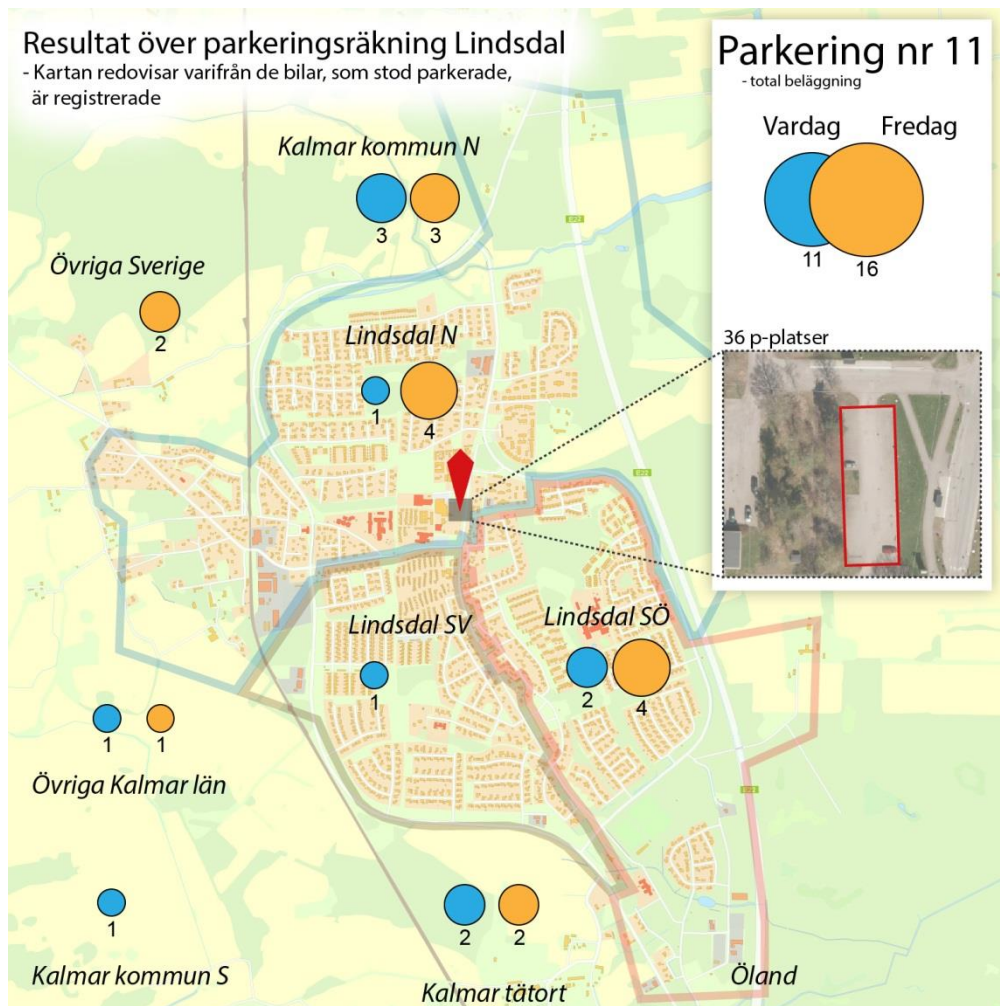 Resultat över parkeringsräkning Lindsdal
- Kartan redovisar varifrån de bilar, som stod parkerade,
är registrerade
Parkering nr 11
- total beläggning
Vardag Fredag
11 16
36 p-platser
Kalmar kommun N
3 3
Övriga Sverige
2
Lindsdal N
1 4
Lindsdal SV
1
Lindsdal SÖ
2 4
1 1
Övriga Kalmar län
1
Kalmar kommun S
2 2
Kalmar tätort
Öland
E22
E22
E22
E22